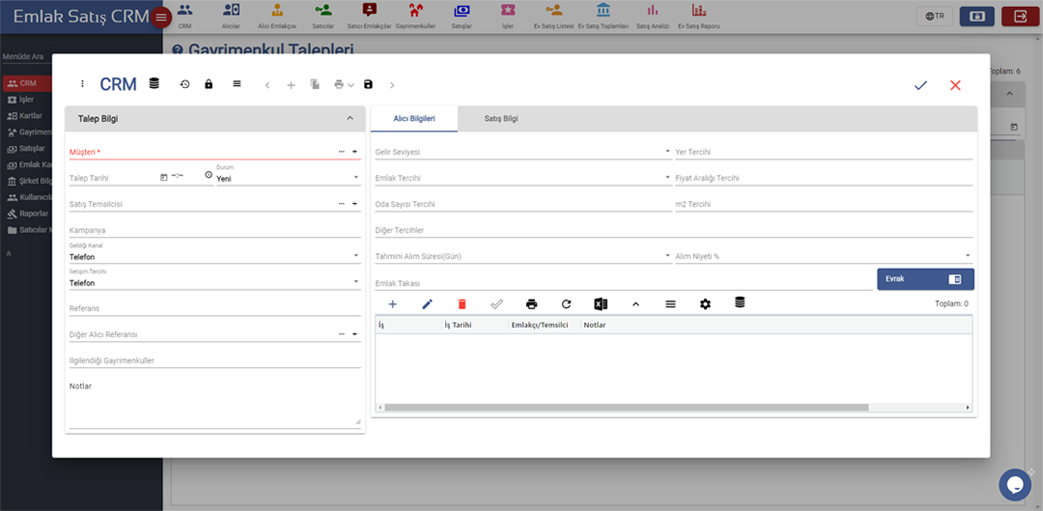 Emlak Satış CRM
CRM
Alıcılar
Alıcı Emlakçısı
Satıcılar
Satıcı Emlakçılar
Gayrimenkuller
Satışlar
İşler
Ev Satış Listesi
Ev Satış Toplamları
Satış Analizi
Ev Satış Raporu
TR
Menüde Ara
Gayrimenkul Talepleri
Toplam: 6
CRM
İşler
Kartlar
Gayrimen
Satışlar
Emlak Ka
Şirket Bilg
Kullanıcıla
Raporlar
Satıcılar
CRM
Talep Bilgi
Müşteri *
Talep Tarihi
--:--
Durum
Yeni
Satış Temsilcisi
Kampanya
Geldiği Kanal
Telefon
İletişim Tercihi
Telefon
Referans
Diğer Alıcı Referansı
İlgilendiği Gayrimenkuller
Notlar
Alıcı Bilgileri
Satış Bilgi
Gelir Seviyesi
Yer Tercihi
Emlak Tercihi
Fiyat Aralığı Tercihi
Oda Sayısı Tercihi
m2 Tercihi
Diğer Tercihler
Tahmini Alım Süresi(Gün)
Alım Niyeti %
Emlak Takası
Evrak
Toplam: 0
İş
İş Tarihi
Emlakçı/Temsilci
Notlar